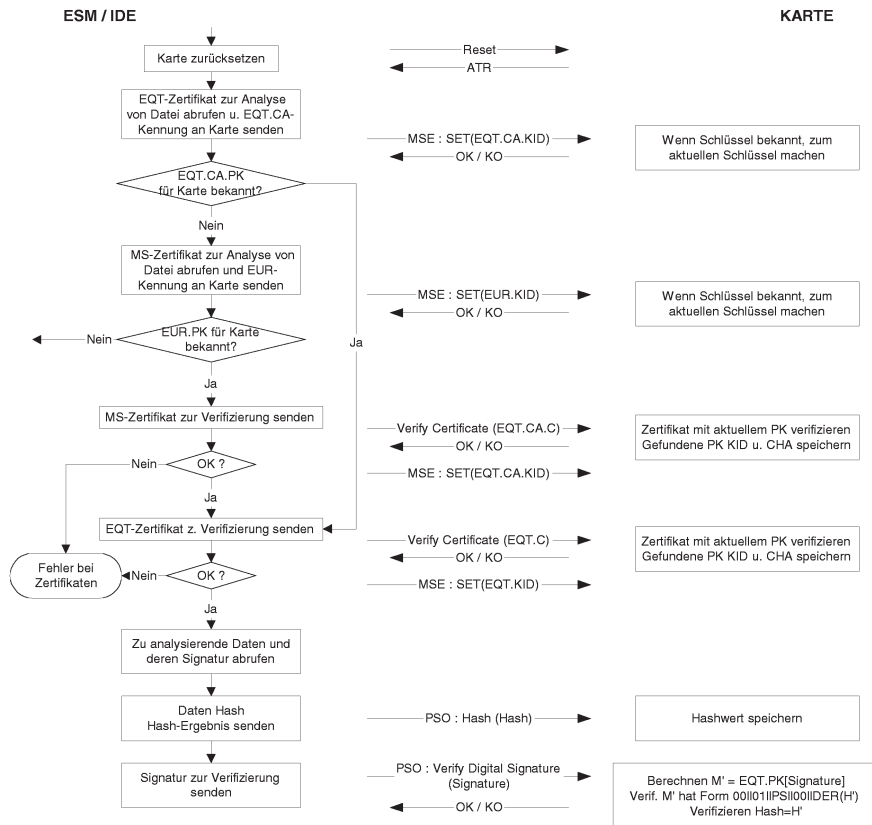 ESM / IDE
KARTE
Karte zurücksetzen
Reset
ATR
EQT-Zertifikat zur Analyse
von Datei abrufen u. EQT.CA-
Kennung an Karte senden
MSE : SET(EQT.CA.KID)
OK / KO
Wenn Schlüssel bekannt, zum
aktuellen Schlüssel machen
EQT.CA.PK
für Karte bekannt?
Nein
MS-Zertifikat zur Analyse von
Datei abrufen und EUR-
Kennung an Karte senden
MSE : SET(EUR.KID)
OK / KO
Wenn Schlüssel bekannt, zum
aktuellen Schlüssel machen
Nein
EUR.PK für Karte
bekannt?
Ja
Ja
MS-Zertifikat zur Verifizierung senden
Verify Certificate (EQT.CA.C)
OK / KO
Zertifikat mit aktuellem PK verifizieren
Gefundene PK KID u. CHA speichern
Nein
OK ?
MSE : SET(EQT.CA.KID)
Ja
EQT-Zertifikat z. Verifizierung senden
Verify Certificate (EQT.C)
OK / KO
Zertifikat mit aktuellem PK verifizieren
Gefundene PK KID u. CHA speichern
Fehler bei
Zertifikaten
Nein
OK ?
MSE : SET(EQT.KID)
Ja
Zu analysierende Daten und
deren Signatur abrufen
Daten Hash
Hash-Ergebnis senden
PSO : Hash (Hash)
Hashwert speichern
Signatur zur Verifizierung
senden
PSO : Verify Digital Signature
(Signature)
OK / KO
Berechnen M' = EQT.PK[Signature]
Verif. M' hat Form 00ll01llPSll00llDER(H')
Verifizieren Hash=H'